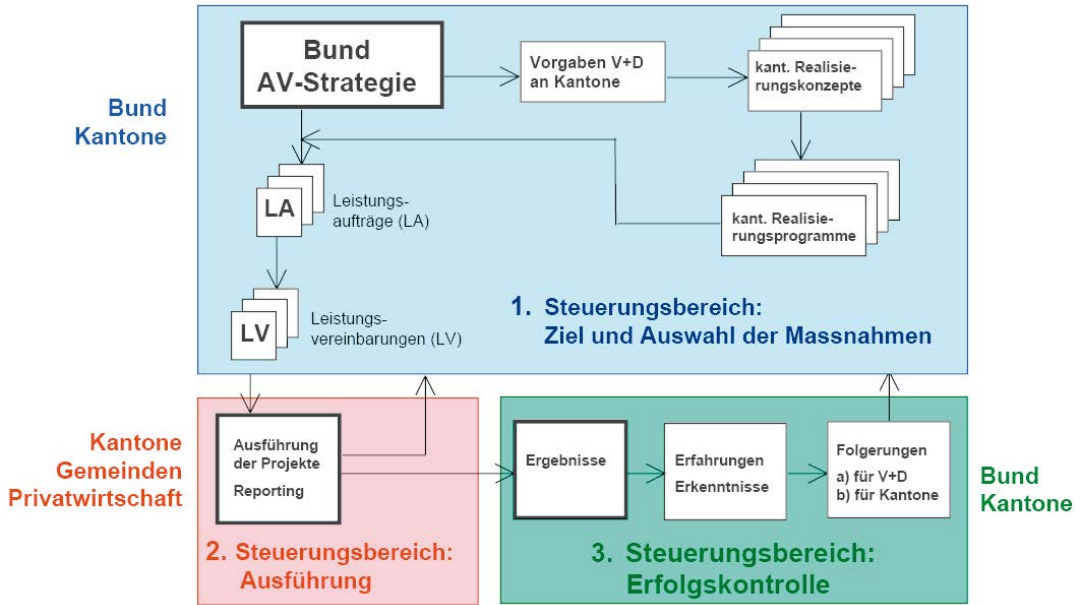 Bund
AV-Strategie
Vorgaben V+D
an Kantone
kant. Realisie-
rungskonzepte
Bund
Kantone
LA
Leistungs-
aufträge (LA)
kant. Realisie-
rungsprogramme
LV
Leistungs-
vereinbarungen (LV)
1. Steuerungsbereich:
Ziel und Auswahl der Massnahmen
Kantone
Gemeinden
Privatwirtschaft
Ausführung
der Projekte
Reporting
2. Steuerungsbereich:
Ausführung
Ergebnisse
Erfahrungen
Erkenntnisse
Folgerungen
a) für V+D
b) für Kantone
3. Steuerungsbereich:
Erfolgskontrolle
Bund
Kantone